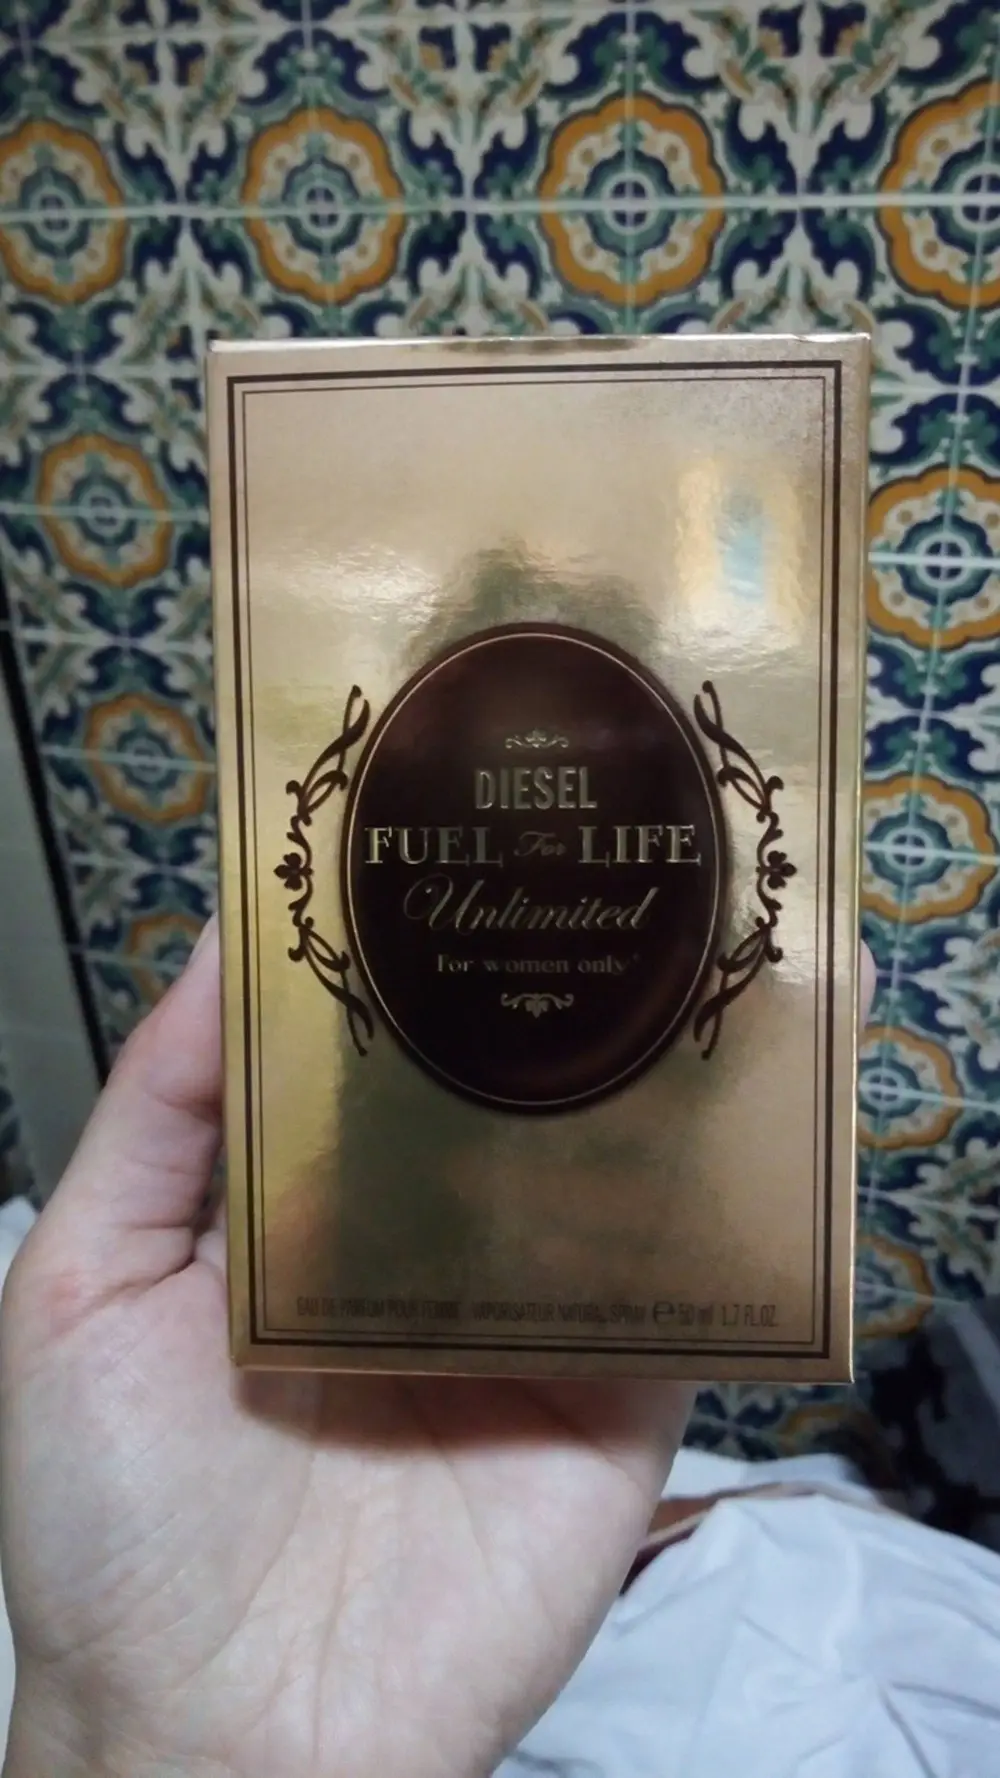 DIESEL
FUEL For LIFE
Unlimited
For women only!
EAU DE PARFUM POUR FEMME VAPORISATEUR NATURAL SPRAY ℮ 50 ml 1.7 FL.OZ.